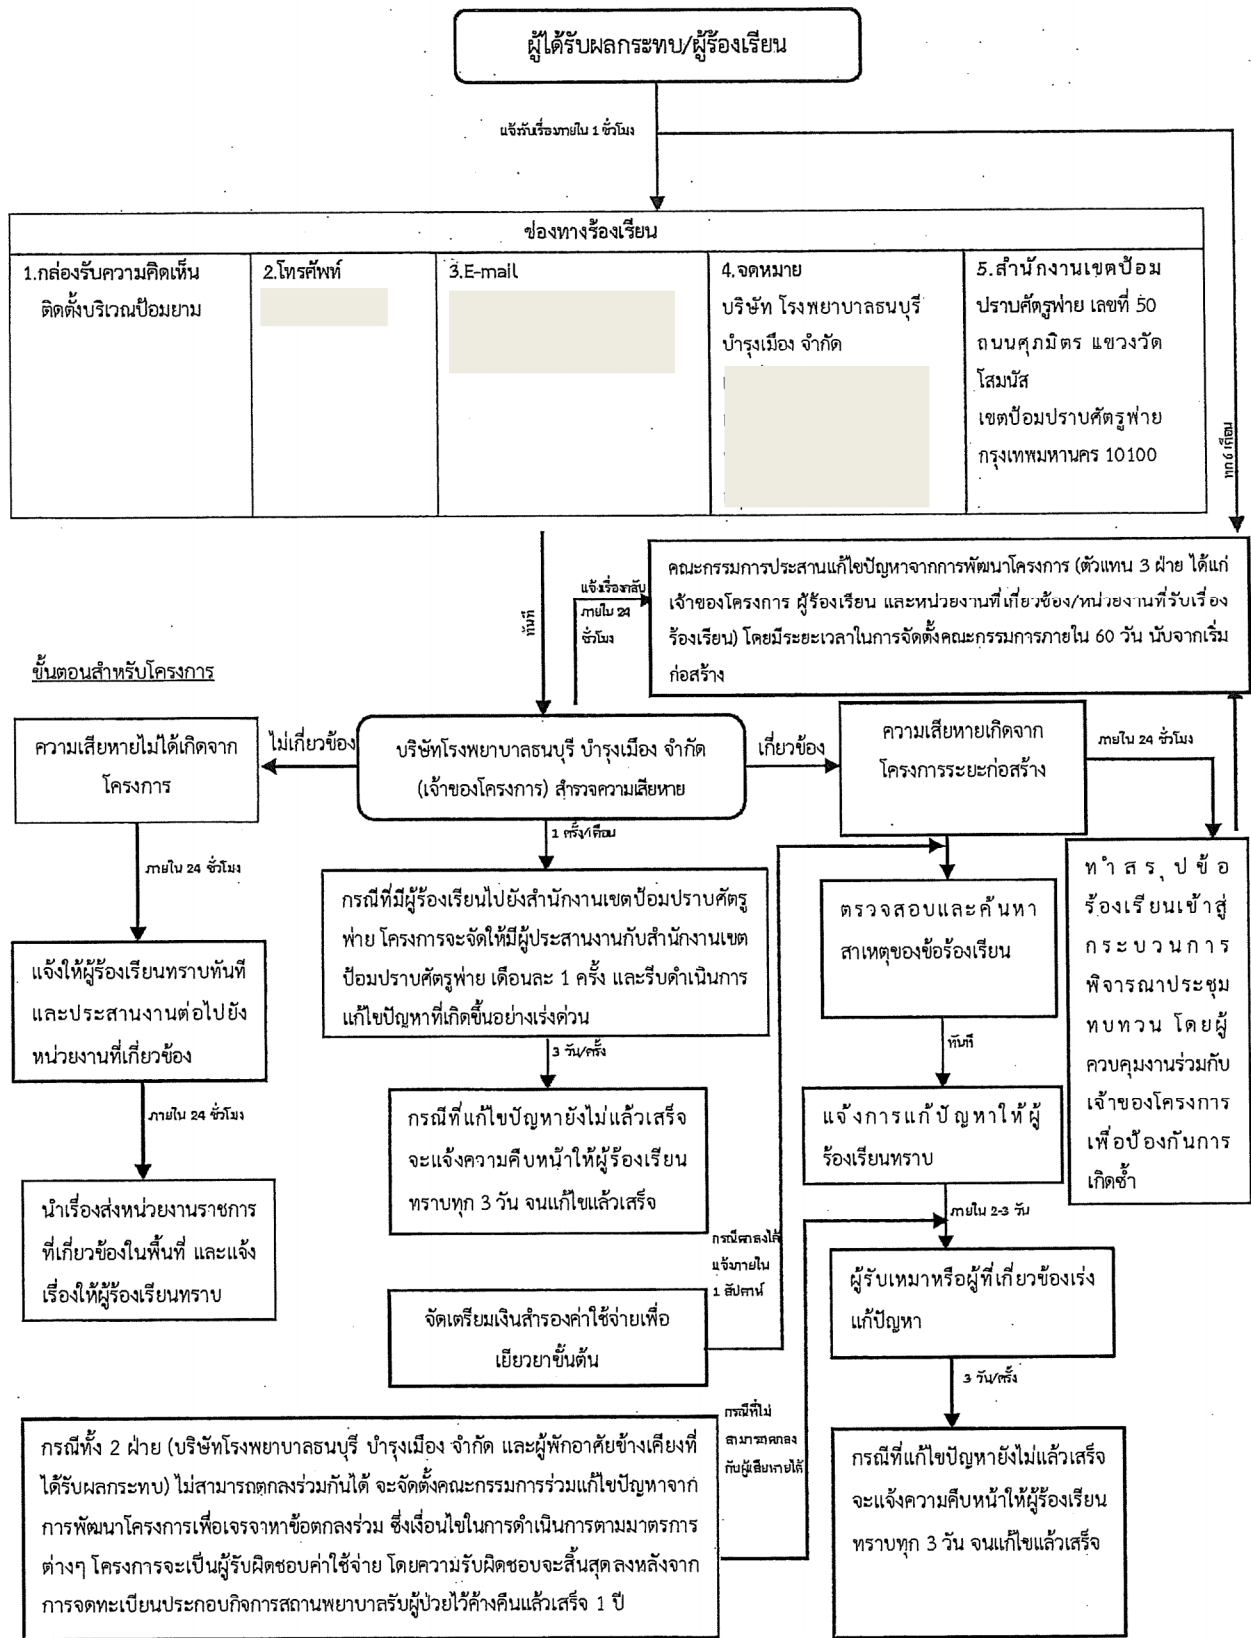 ผู้ได้รับผลกระทบ/ผู้ร้องเรียน
แจ้งรับเรื่องภายใน 1 ชั่วโมง
ช่องทางร้องเรียน
1.กล่องรับความคิดเห็น
ติดตั้งบริเวณป้อมยาม
2.โทรศัพท์
3.E-mail
4.จดหมาย
บริษัท โรงพยาบาลธนบุรี
บำรุงเมือง จำกัด
5.สำนักงานเขตป้อม
ปราบศัตรูพ่าย เลขที่ 50
ถนนศุภมิตร แขวงวัด
โสมนัส
เขตป้อมปราบศัตรูพ่าย
กรุงเทพมหานคร 10100
ทุก 6 เดือน
ทันที
แจ้งเรื่องกลับ
ภายใน 24
ชั่วโมง
คณะกรรมการประสานแก้ไขปัญหาจากการพัฒนาโครงการ (ตัวแทน 3 ฝ่าย ได้แก่
เจ้าของโครงการ ผู้ร้องเรียน และหน่วยงานที่เกี่ยวข้อง/หน่วยงานที่รับเรื่อง
ร้องเรียน) โดยมีระยะเวลาในการจัดตั้งคณะกรรมการภายใน 60 วัน นับจากเริ่ม
ก่อสร้าง
ขั้นตอนสำหรับโครงการ
ความเสียหายไม่ได้เกิดจาก
โครงการ
ไม่เกี่ยวข้อง
บริษัทโรงพยาบาลธนบุรี บำรุงเมือง จำกัด
(เจ้าของโครงการ) สำรวจความเสียหาย
เกี่ยวข้อง
ความเสียหายเกิดจาก
โครงการระยะก่อสร้าง
ภายใน 24 ชั่วโมง
ภายใน 24 ชั่วโมง
1 ครั้ง/เดือน
แจ้งให้ผู้ร้องเรียนทราบทันที
และประสานงานต่อไปยัง
หน่วยงานที่เกี่ยวข้อง
ภายใน 24 ชั่วโมง
นำเรื่องส่งหน่วยงานราชการ
ที่เกี่ยวข้องในพื้นที่ และแจ้ง
เรื่องให้ผู้ร้องเรียนทราบ
กรณีที่มีผู้ร้องเรียนไปยังสำนักงานเขตป้อมปราบศัตรู
พ่าย โครงการจะจัดให้มีผู้ประสานงานกับสำนักงานเขต
ป้อมปราบศัตรูพ่าย เดือนละ 1 ครั้ง และรีบดำเนินการ
แก้ไขปัญหาที่เกิดขึ้นอย่างเร่งด่วน
3 วัน/ครั้ง
กรณีที่แก้ไขปัญหายังไม่แล้วเสร็จ
จะแจ้งความคืบหน้าให้ผู้ร้องเรียน
ทราบทุก 3 วัน จนแก้ไขแล้วเสร็จ
ตรวจสอบและค้นหา
สาเหตุของข้อร้องเรียน
ทันที
แจ้งการแก้ปัญหาให้ผู้
ร้องเรียนทราบ
ภายใน 2-3 วัน
ทำสรุปข้อ
ร้องเรียนเข้าสู่
กระบวนการ
พิจารณาประชุม
ทบทวน โดยผู้
ควบคุมงานร่วมกับ
เจ้าของโครงการ
เพื่อป้องกันการ
เกิดซ้ำ
จัดเตรียมเงินสำรองค่าใช้จ่ายเพื่อ
เยียวยาขั้นต้น
กรณีตกลงได้
แจ้งภายใน
1 สัปดาห์
ผู้รับเหมาหรือผู้ที่เกี่ยวข้องเร่ง
แก้ปัญหา
3 วัน/ครั้ง
กรณีที่แก้ไขปัญหายังไม่แล้วเสร็จ
จะแจ้งความคืบหน้าให้ผู้ร้องเรียน
ทราบทุก 3 วัน จนแก้ไขแล้วเสร็จ
กรณีทั้ง 2 ฝ่าย (บริษัทโรงพยาบาลธนบุรี บำรุงเมือง จำกัด และผู้พักอาศัยข้างเคียงที่
ได้รับผลกระทบ) ไม่สามารถตกลงร่วมกันได้ จะจัดตั้งคณะกรรมการร่วมแก้ไขปัญหาจาก
การพัฒนาโครงการเพื่อเจรจาหาข้อตกลงร่วม ซึ่งเงื่อนไขในการดำเนินการตามมาตรการ
ต่างๆ โครงการจะเป็นผู้รับผิดชอบค่าใช้จ่าย โดยความรับผิดชอบจะสิ้นสุดลงหลังจาก
การจดทะเบียนประกอบกิจการสถานพยาบาลรับผู้ป่วยไว้ค้างคืนแล้วเสร็จ 1 ปี
กรณีที่ไม่
สามารถตกลง
กับผู้เสียหายได้